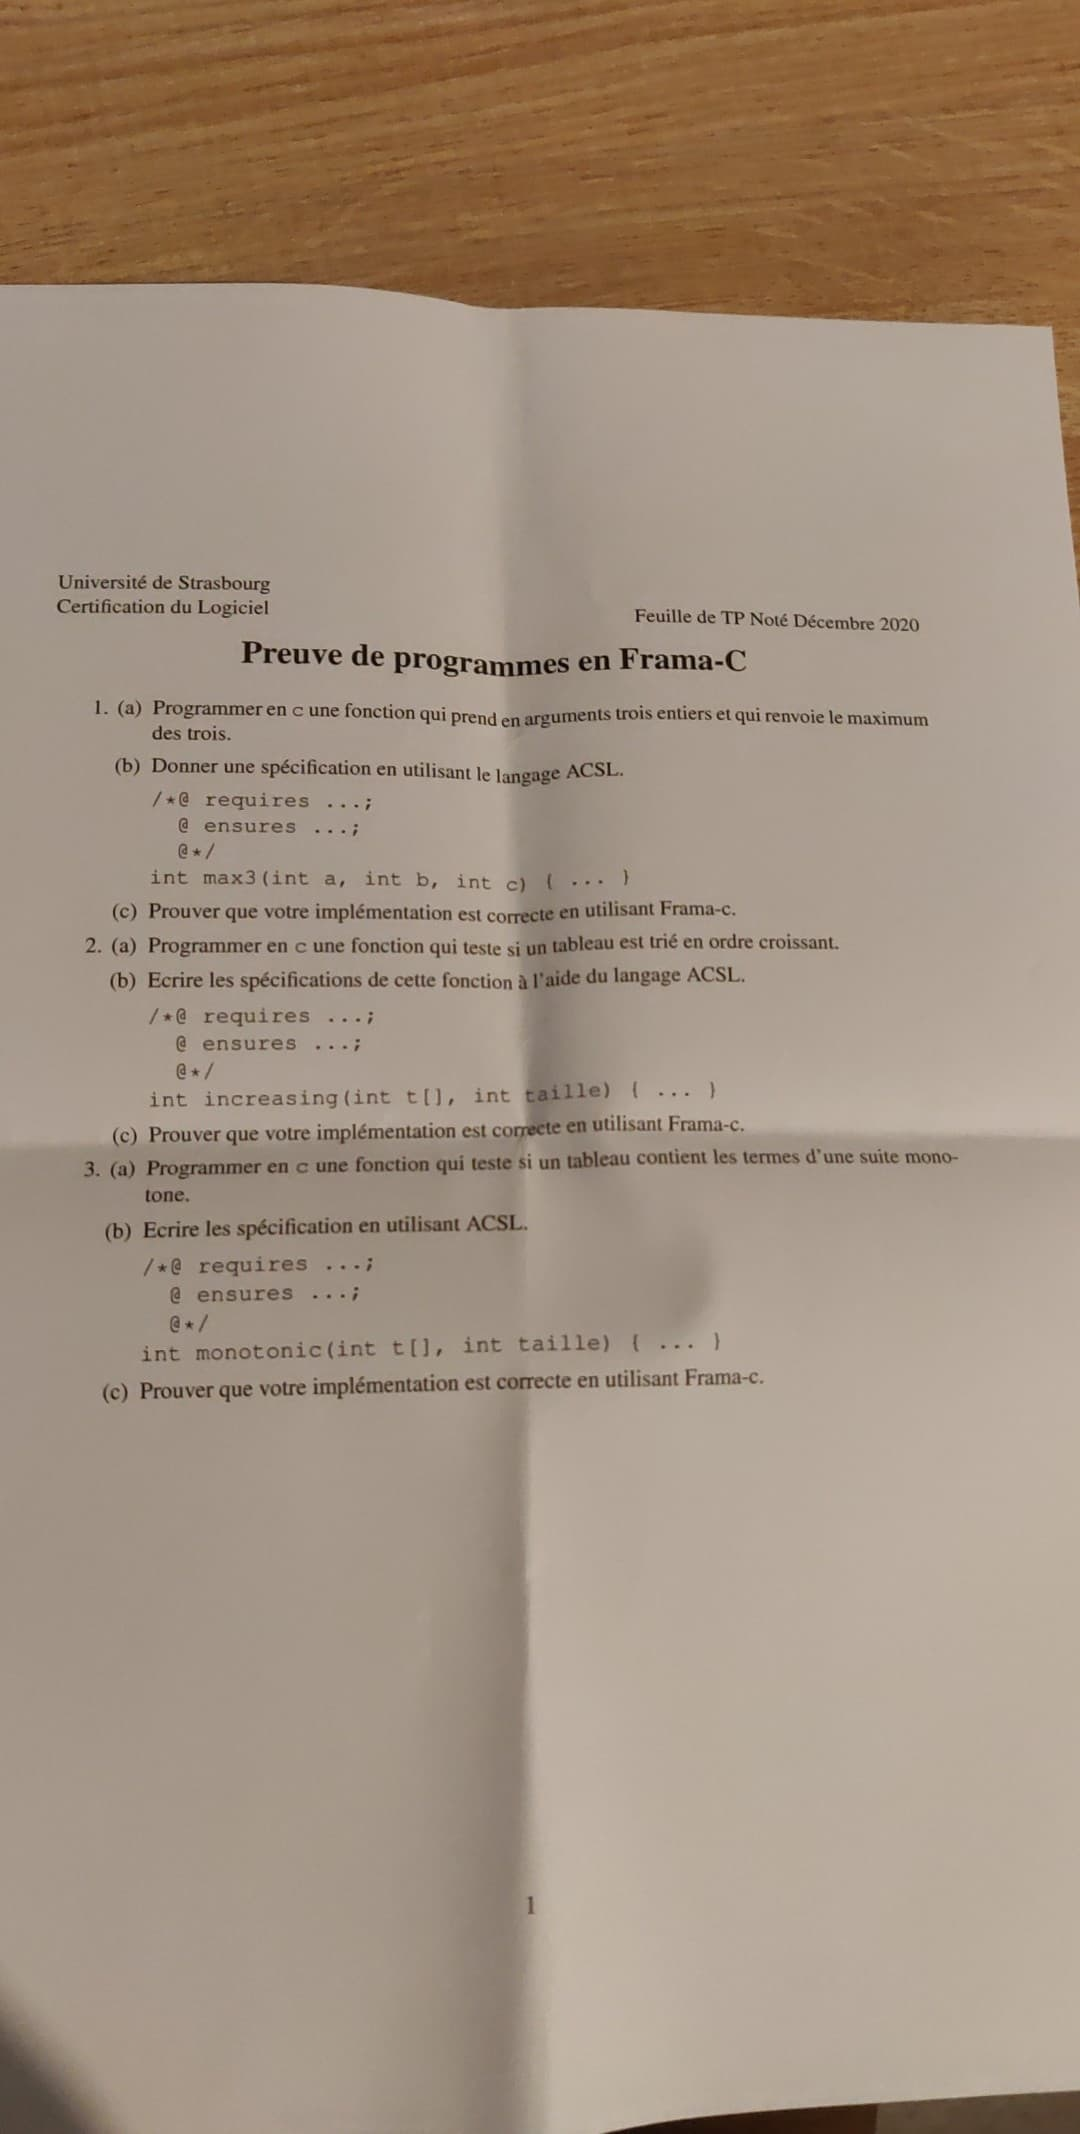 Université de Strasbourg
Certification du Logiciel
Feuille de TP Noté Décembre 2020
Preuve de programmes en Frama-C
1. (a) Programmer en c une fonction qui prend en arguments trois entiers et qui renvoie le maximum
des trois.
(b) Donner une spécification en utilisant le langage ACSL.
/*@ requires ...;
@ ensures ...;
@*/
int max3(int a, int b, int c) { ... }
(c) Prouver que votre implémentation est correcte en utilisant Frama-c.
2. (a) Programmer en c une fonction qui teste si un tableau est trié en ordre croissant.
(b) Ecrire les spécifications de cette fonction à l'aide du langage ACSL.
/*@ requires ...;
@ ensures ...;
@*/
int increasing(int t[], int taille) { ... }
(c) Prouver que votre implémentation est correcte en utilisant Frama-c.
3. (a) Programmer en c une fonction qui teste si un tableau contient les termes d'une suite mono-
tone.
(b) Ecrire les spécification en utilisant ACSL.
/*@ requires ...;
@ ensures ...;
@*/
int monotonic(int t[], int taille) { ... }
(c) Prouver que votre implémentation est correcte en utilisant Frama-c.
1